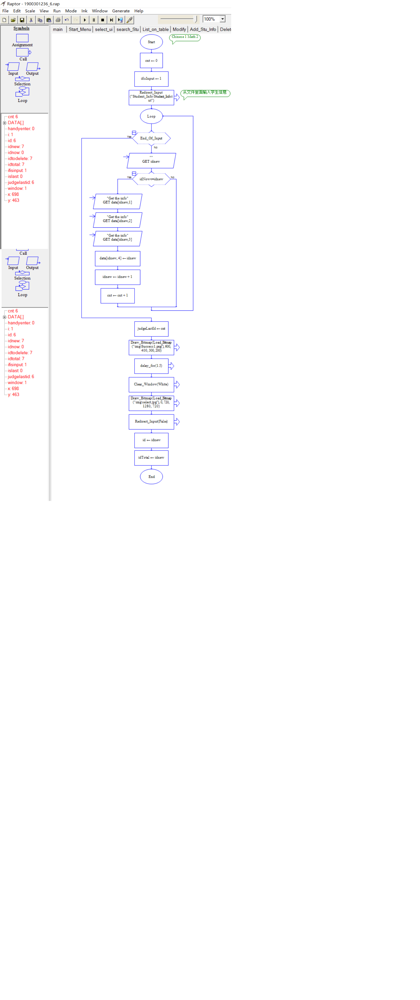 Raptor - 1900301236_6.rap
File Edit Scale View Run Mode Ink Window Generate Help
100%
Symbols
main Start_Menu select_ui search_Stu List_on_table Modify Add_Stu_Info Delet
Assignment
Call
Input Output
Selection
Loop
cnt: 6
DATA[,]
handyenter: 0
i: 1
id: 6
idnew: 7
idnow: 0
idtodelete: 7
idtotal: 7
ifisinput: 1
islast: 0
judgelastid: 6
window: 1
x: 698
y: 463
Call
Input Output
Selection
Loop
cnt: 6
DATA[,]
handyenter: 0
i: 1
id: 6
idnew: 7
idnow: 0
idtodelete: 7
idtotal: 7
ifisinput: 1
islast: 0
judgelastid: 6
window: 1
x: 698
y: 463
Start
Chinese 1 Math 2
cnt ← 0
ifisInput ← 1
Redirect_Input
("Student_Info\Student_Info.t
xt")
从文件里面输入学生信息
Loop
Yes
End_Of_Input
No
""
GET idnew
Yes
idNow<=idnew
No
"Get the info"
GET data[idnew,1]
"Get the info"
GET data[idnew,2]
"Get the info"
GET data[idnew,3]
data[idnew, 4] ← idnew
idnew ← idnew + 1
cnt ← cnt + 1
judgeLastId ← cnt
Draw_Bitmap(Load_Bitmap
("img\Success1.png"), 600,
400, 300, 200)
delay_for(1.5)
Clear_Window(White)
Draw_Bitmap(Load_Bitmap
("img\select.jpg"), 0, 720,
1280, 720)
Redirect_Input(False)
id ← idnew
idTotal ← idnew
End